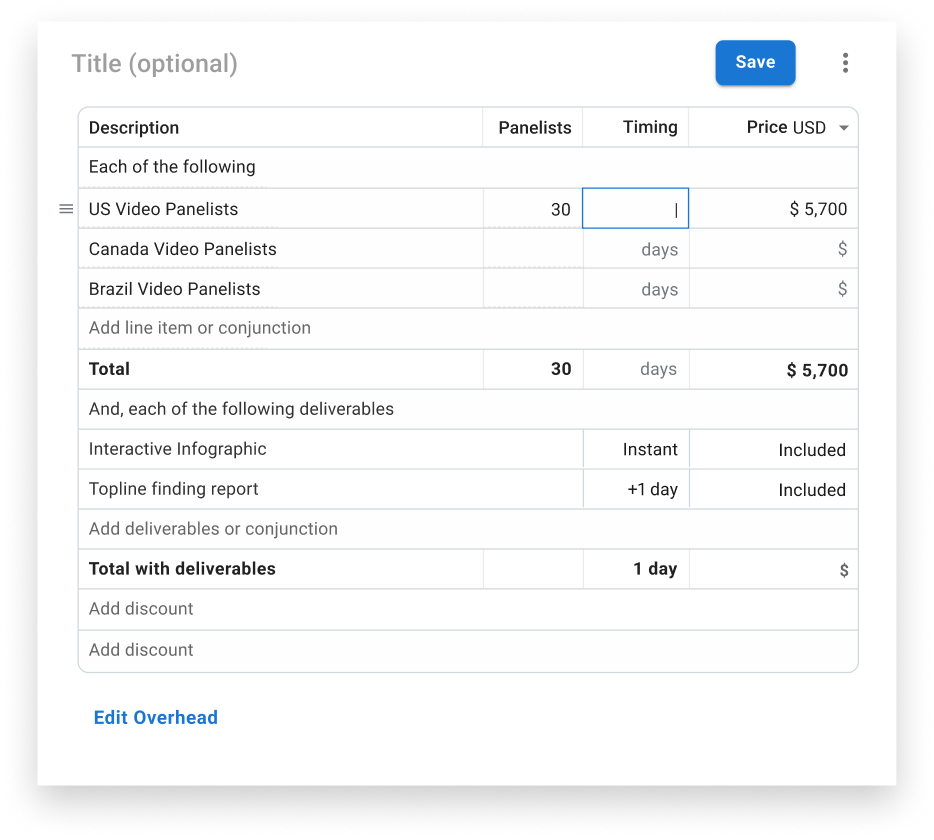 Title (optional) Save
Description Panelists Timing Price USD
Each of the following
US Video Panelists 30 $ 5,700
Canada Video Panelists days $
Brazil Video Panelists days $
Add line item or conjunction
Total 30 days $ 5,700
And, each of the following deliverables
Interactive Infographic Instant Included
Topline finding report +1 day Included
Add deliverables or conjunction
Total with deliverables 1 day $
Add discount
Add discount
Edit Overhead